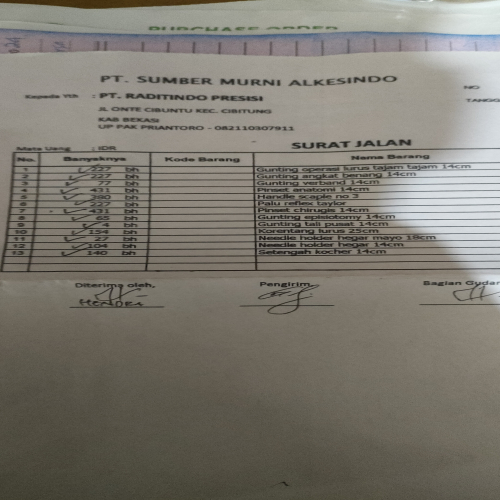 PURCHASE ORDER
PT. SUMBER MURNI ALKESINDO
NO
Kepada Yth : PT. RADITINDO PRESISI
TANGG
JL ONTE CIBUNTU KEC. CIBITUNG
KAB BEKASI
UP PAK PRIANTORO - 082110307911
SURAT JALAN
Mata Uang : IDR
No. Banyaknya Kode Barang Nama Barang
1 227 bh Gunting operasi lurus tajam tajam 14cm
2 227 bh Gunting angkat benang 14cm
3 77 bh Gunting verband 14cm
4 431 bh Pinset anatomi 14cm
5 380 bh Handle scaple no 3
6 227 bh Palu reflex taylor
7 431 bh Pinset chirugis 14cm
8 65 bh Gunting episiotomy 14cm
9 4 bh Gunting tali pusat 14cm
10 154 bh Korentang lurus 25cm
11 27 bh Needle holder hegar mayo 18cm
12 104 bh Needle holder hegar 14cm
13 140 bh Setengah kocher 14cm
Diterima oleh, Pengirim Bagian Gudan
HENDRI